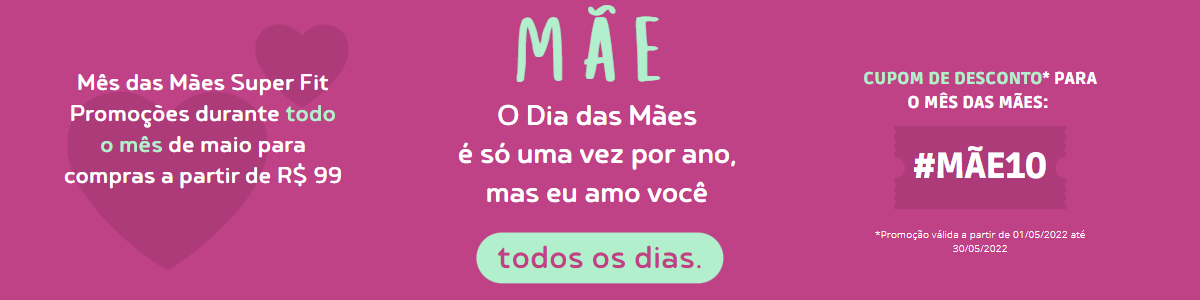 Mês das Mães Super Fit
Promoções durante todo
o mês de maio para
compras a partir de R$ 99
MÃE
O Dia das Mães
é só uma vez por ano,
mas eu amo você
todos os dias.
CUPOM DE DESCONTO* PARA
O MÊS DAS MÃES:
#MÃE10
*Promoção válida a partir de 01/05/2022 até
30/05/2022